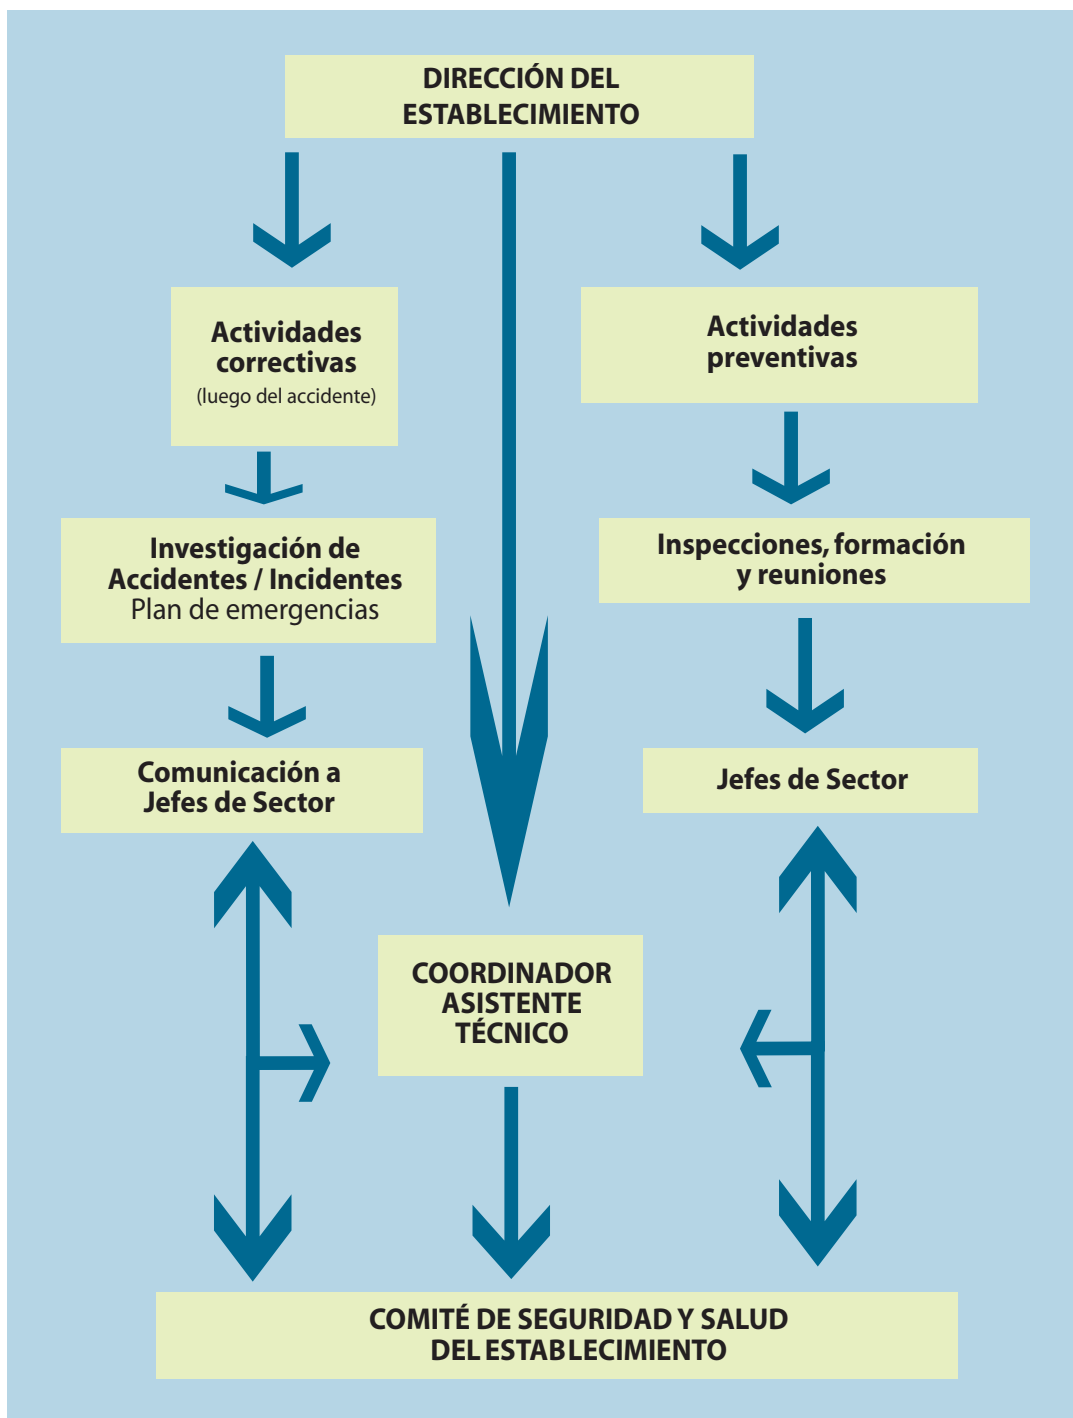 DIRECCIÓN DEL
ESTABLECIMIENTO
Actividades
correctivas
(luego del accidente)
Actividades
preventivas
Investigación de
Accidentes / Incidentes
Plan de emergencias
Inspecciones, formación
y reuniones
Comunicación a
Jefes de Sector
Jefes de Sector
COORDINADOR
ASISTENTE
TÉCNICO
COMITÉ DE SEGURIDAD Y SALUD
DEL ESTABLECIMIENTO